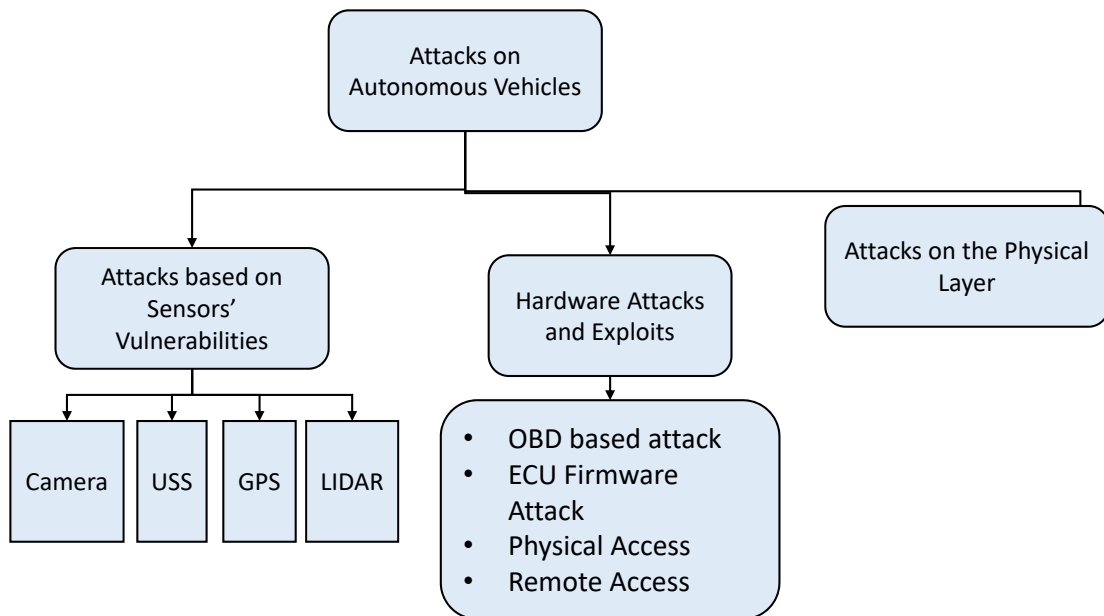 Attacks on
Autonomous Vehicles
Attacks based on
Sensors’
Vulnerabilities
Hardware Attacks
and Exploits
Attacks on the Physical
Layer
Camera
USS
GPS
LIDAR
• OBD based attack
• ECU Firmware
Attack
• Physical Access
• Remote Access